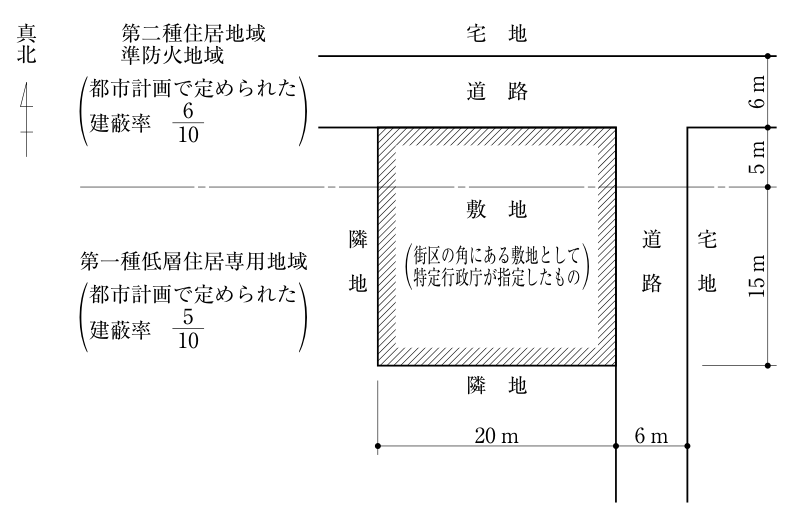 真北
第二種住居地域
準防火地域
(都市計画で定められた
建蔽率 6/10)
宅地
道路
6 m
5 m
敷地
(街区の角にある敷地として
特定行政庁が指定したもの)
隣地
道路
宅地
15 m
第一種低層住居専用地域
(都市計画で定められた
建蔽率 5/10)
隣地
20 m
6 m